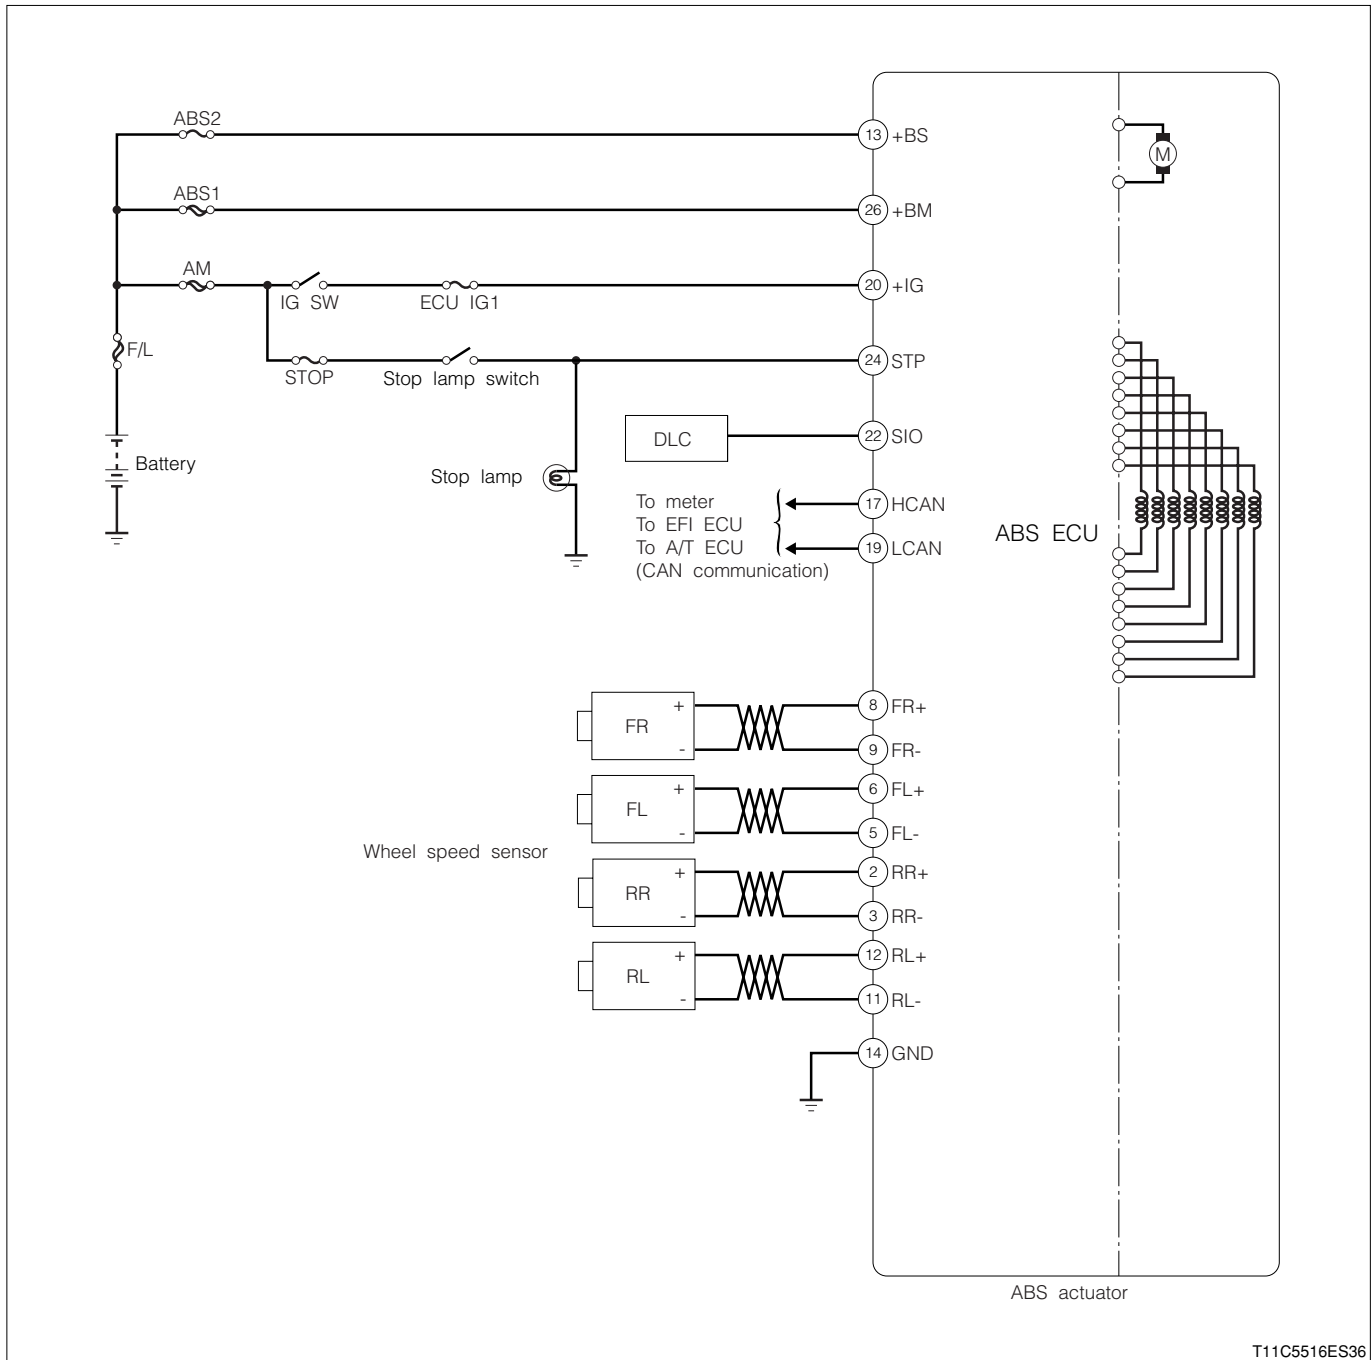 ABS2
13 +BS
M
ABS1
26 +BM
AM
IG SW
ECU IG1
20 +IG
F/L
STOP
Stop lamp switch
24 STP
DLC
22 SIO
Battery
Stop lamp
To meter
To EFI ECU
To A/T ECU
(CAN communication)
17 HCAN
19 LCAN
ABS ECU
FR
+
-
8 FR+
9 FR-
FL
+
-
6 FL+
5 FL-
Wheel speed sensor
RR
+
-
2 RR+
3 RR-
RL
+
-
12 RL+
11 RL-
14 GND
ABS actuator
T11C5516ES36